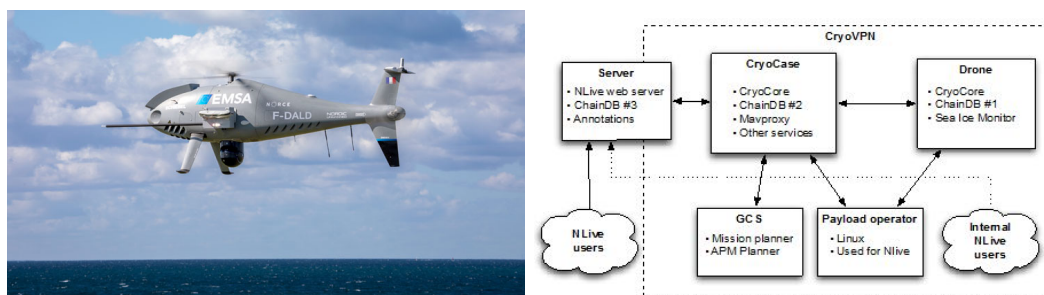 EMSA
NORCE
F-DALD
NORDIC
CryoVPN
Server
• NLive web server
• ChainDB #3
• Annotations
CryoCase
• CryoCore
• ChainDB #2
• Mavproxy
• Other services
Drone
• CryoCore
• ChainDB #1
• Sea Ice Monitor
NLive
users
GCS
• Mission planner
• APM Planner
Payload operator
• Linux
• Used for Nlive
Internal
NLive
users